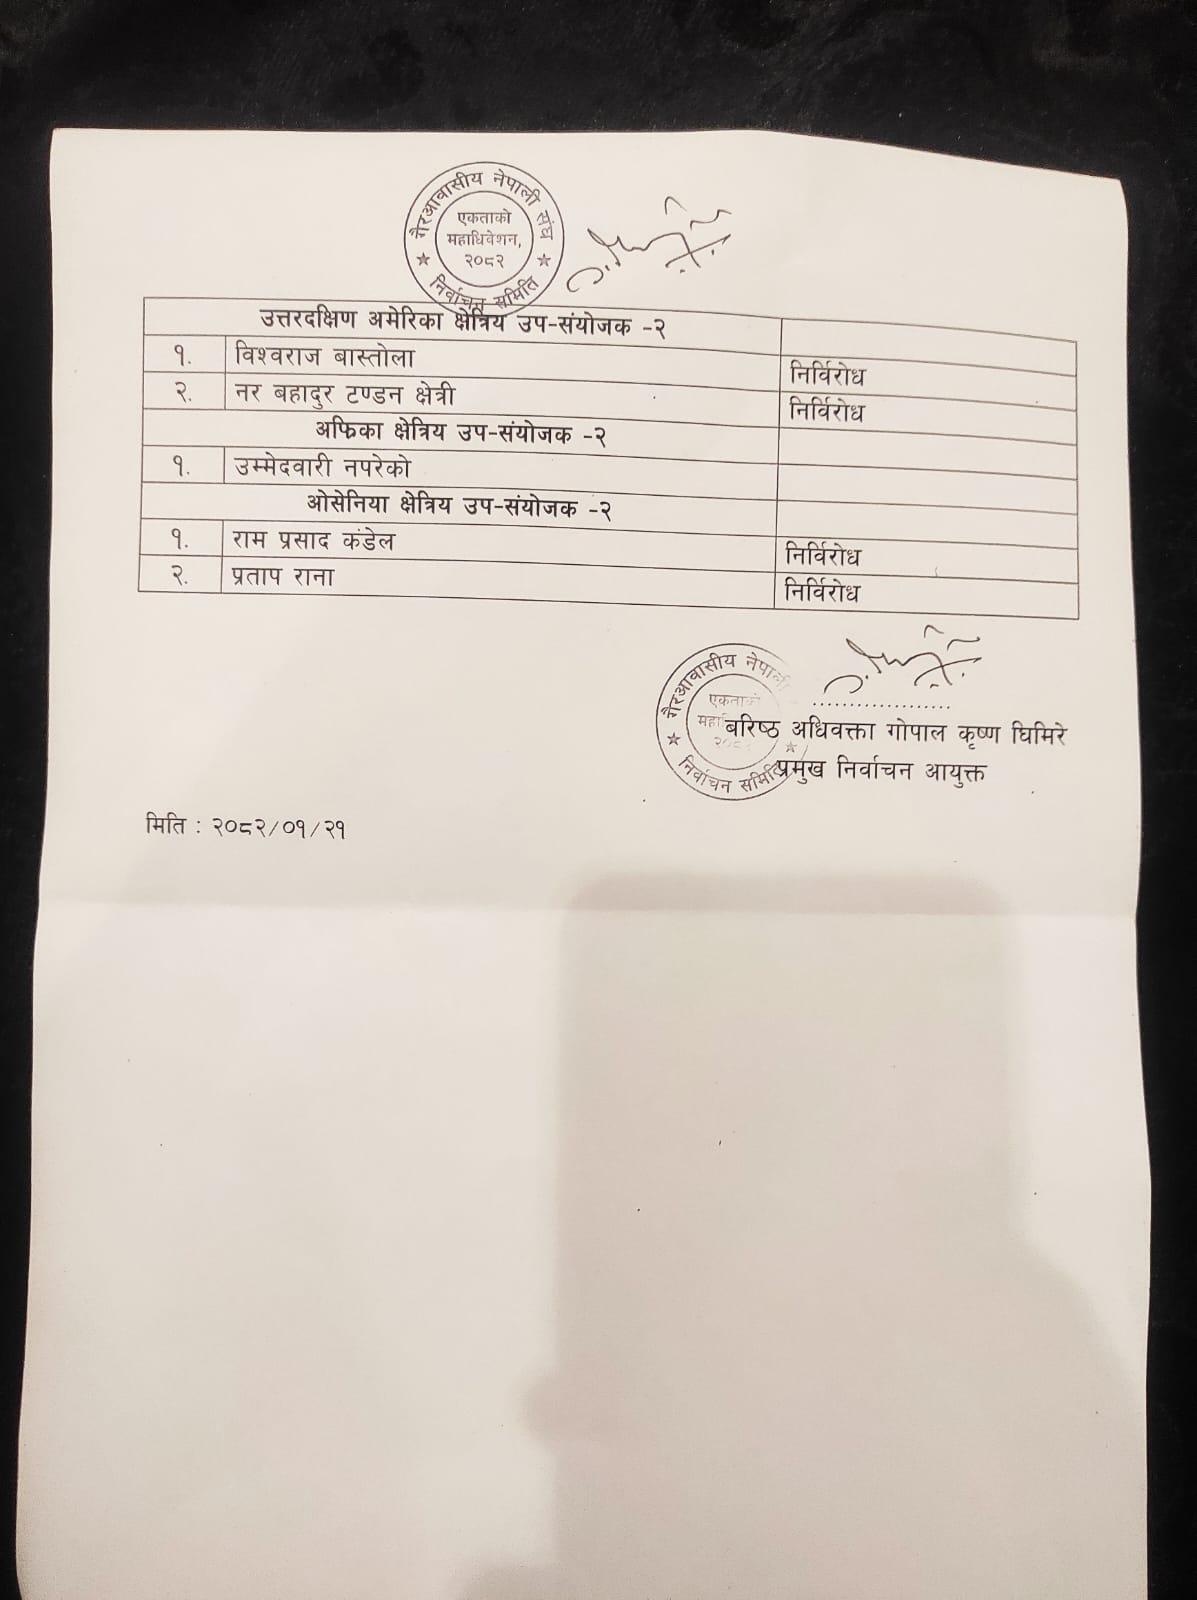 गैरआवासीय नेपाली संघ
एकताको
महाधिवेशन,
२०८२
निर्वाचन समिति
उत्तरदक्षिण अमेरिका क्षेत्रिय उप-संयोजक -२
१. विश्वराज बास्तोला निर्विरोध
२. नर बहादुर टण्डन क्षेत्री निर्विरोध
अफ्रिका क्षेत्रिय उप-संयोजक -२
१. उम्मेदवारी नपरेको
ओसेनिया क्षेत्रिय उप-संयोजक -२
१. राम प्रसाद कंडेल निर्विरोध
२. प्रताप राना निर्विरोध
गैरआवासीय नेपाली
एकताको
निर्वाचन समिति
....................
बरिष्ठ अधिवक्ता गोपाल कृष्ण घिमिरे
प्रमुख निर्वाचन आयुक्त
मिति : २०८२/०१/२१